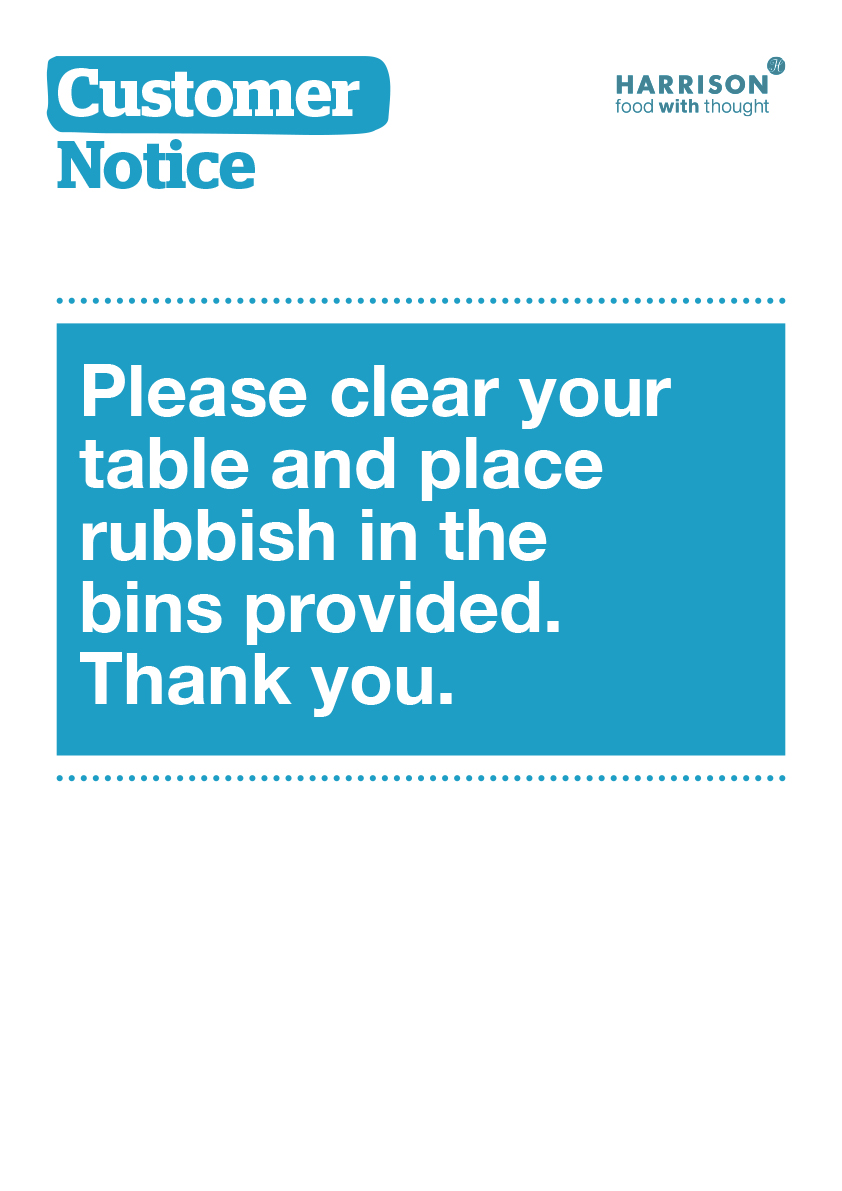 Customer
Notice
HARRISON
food with thought
Please clear your
table and place
rubbish in the
bins provided.
Thank you.